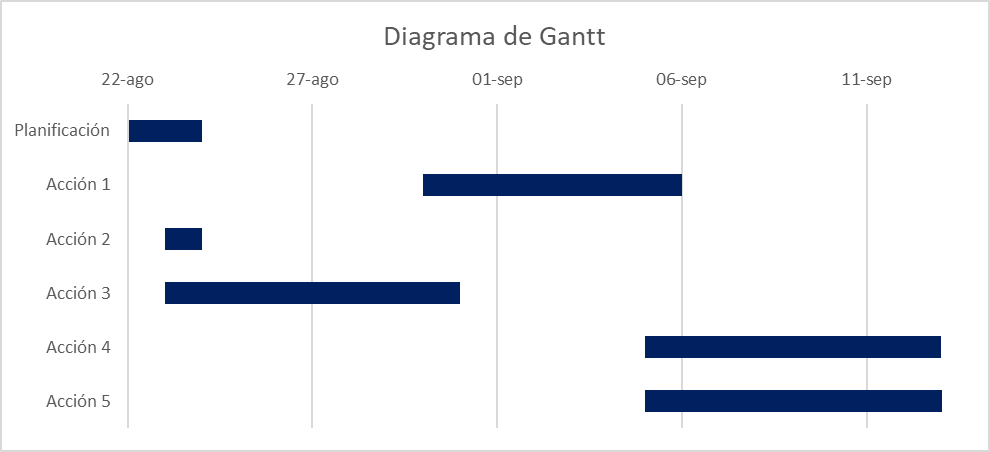 Diagrama de Gantt
22-ago 27-ago 01-sep 06-sep 11-sep
Planificación
Acción 1
Acción 2
Acción 3
Acción 4
Acción 5